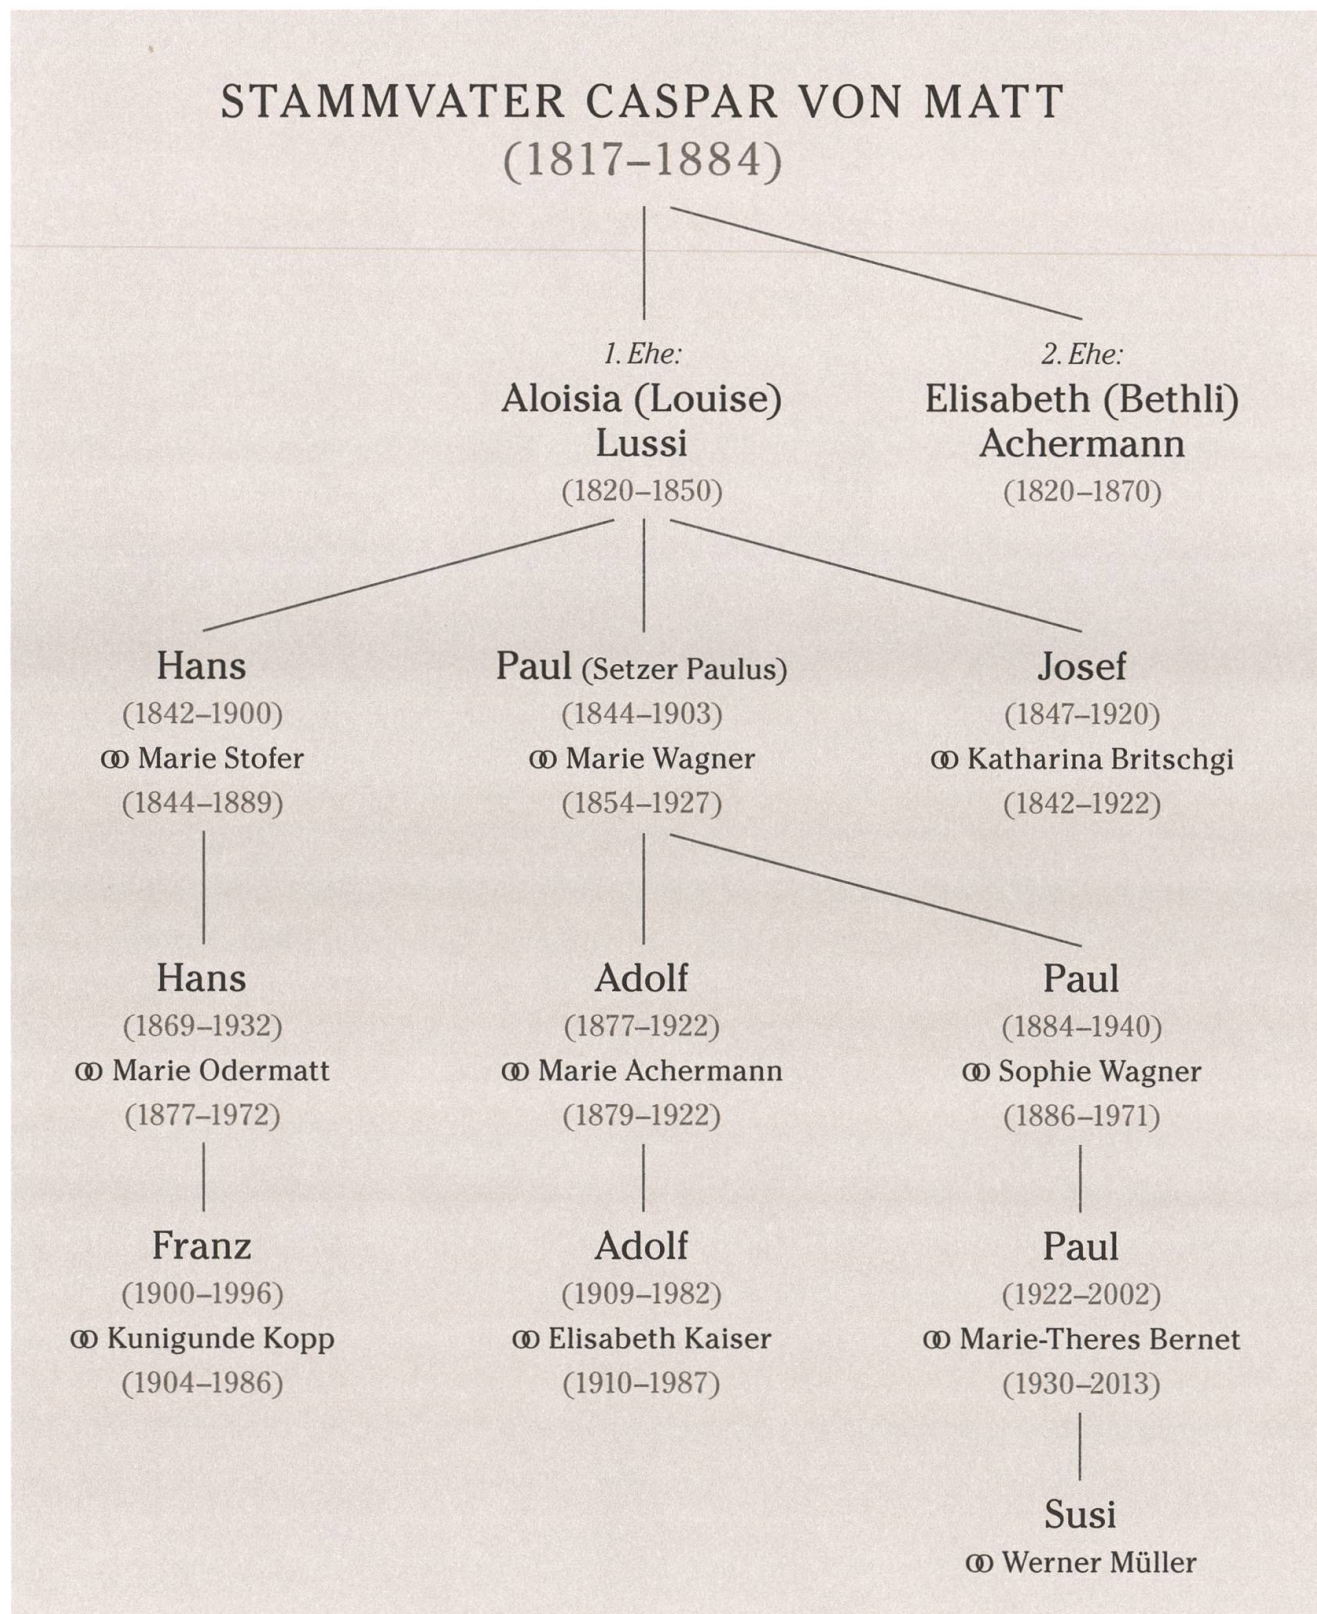 STAMMVATER CASPAR VON MATT
(1817–1884)
1. Ehe:
Aloisia (Louise)
Lussi
(1820–1850)
2. Ehe:
Elisabeth (Bethli)
Achermann
(1820–1870)
Hans
(1842–1900)
⚭ Marie Stofer
(1844–1889)
Paul (Setzer Paulus)
(1844–1903)
⚭ Marie Wagner
(1854–1927)
Josef
(1847–1920)
⚭ Katharina Britschgi
(1842–1922)
Hans
(1869–1932)
⚭ Marie Odermatt
(1877–1972)
Adolf
(1877–1922)
⚭ Marie Achermann
(1879–1922)
Paul
(1884–1940)
⚭ Sophie Wagner
(1886–1971)
Franz
(1900–1996)
⚭ Kunigunde Kopp
(1904–1986)
Adolf
(1909–1982)
⚭ Elisabeth Kaiser
(1910–1987)
Paul
(1922–2002)
⚭ Marie-Theres Bernet
(1930–2013)
Susi
⚭ Werner Müller